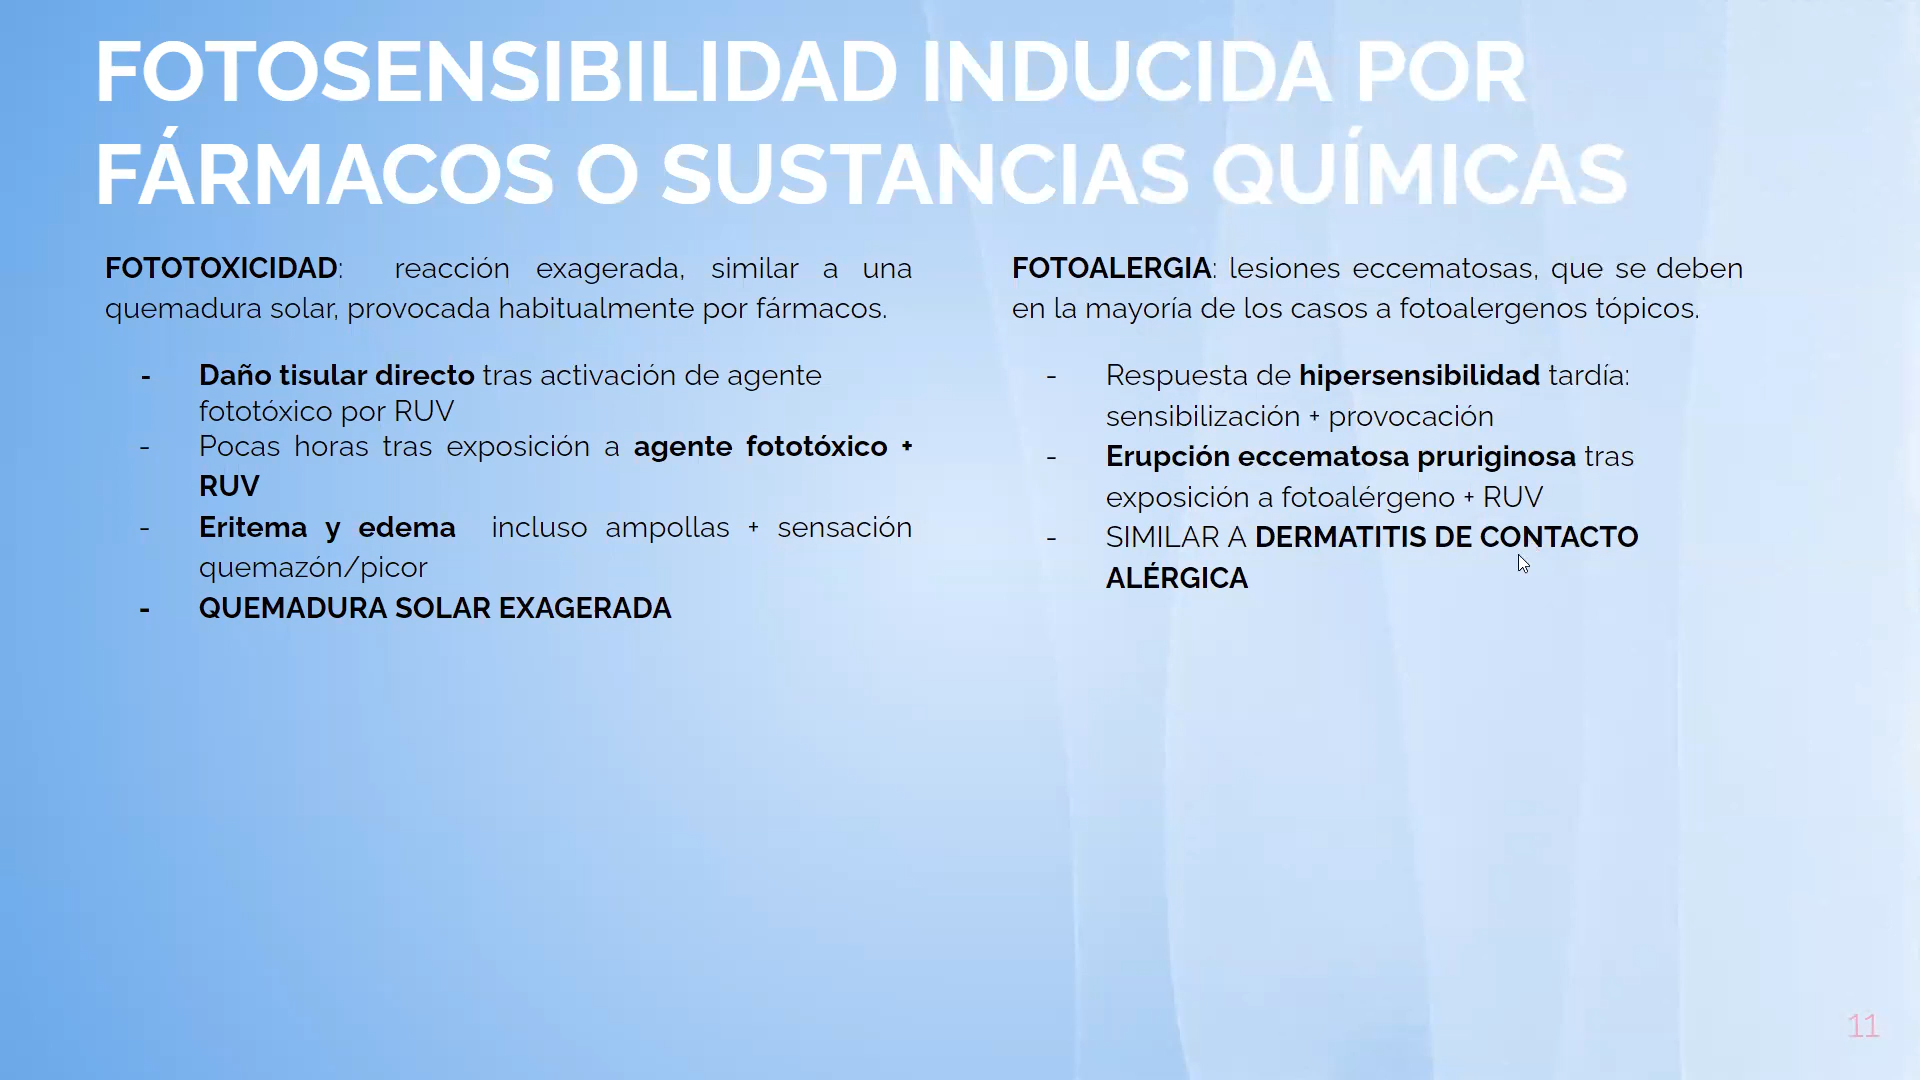 FOTOSENSIBILIDAD INDUCIDA POR
FÁRMACOS O SUSTANCIAS QUÍMICAS
FOTOTOXICIDAD: reacción exagerada, similar a una
quemadura solar, provocada habitualmente por fármacos.
- Daño tisular directo tras activación de agente
fototóxico por RUV
- Pocas horas tras exposición a agente fototóxico +
RUV
- Eritema y edema incluso ampollas + sensación
quemazón/picor
- QUEMADURA SOLAR EXAGERADA
FOTOALERGIA: lesiones eccematosas, que se deben
en la mayoría de los casos a fotoalergenos tópicos.
- Respuesta de hipersensibilidad tardía:
sensibilización + provocación
- Erupción eccematosa pruriginosa tras
exposición a fotoalérgeno + RUV
- SIMILAR A DERMATITIS DE CONTACTO
ALÉRGICA
11